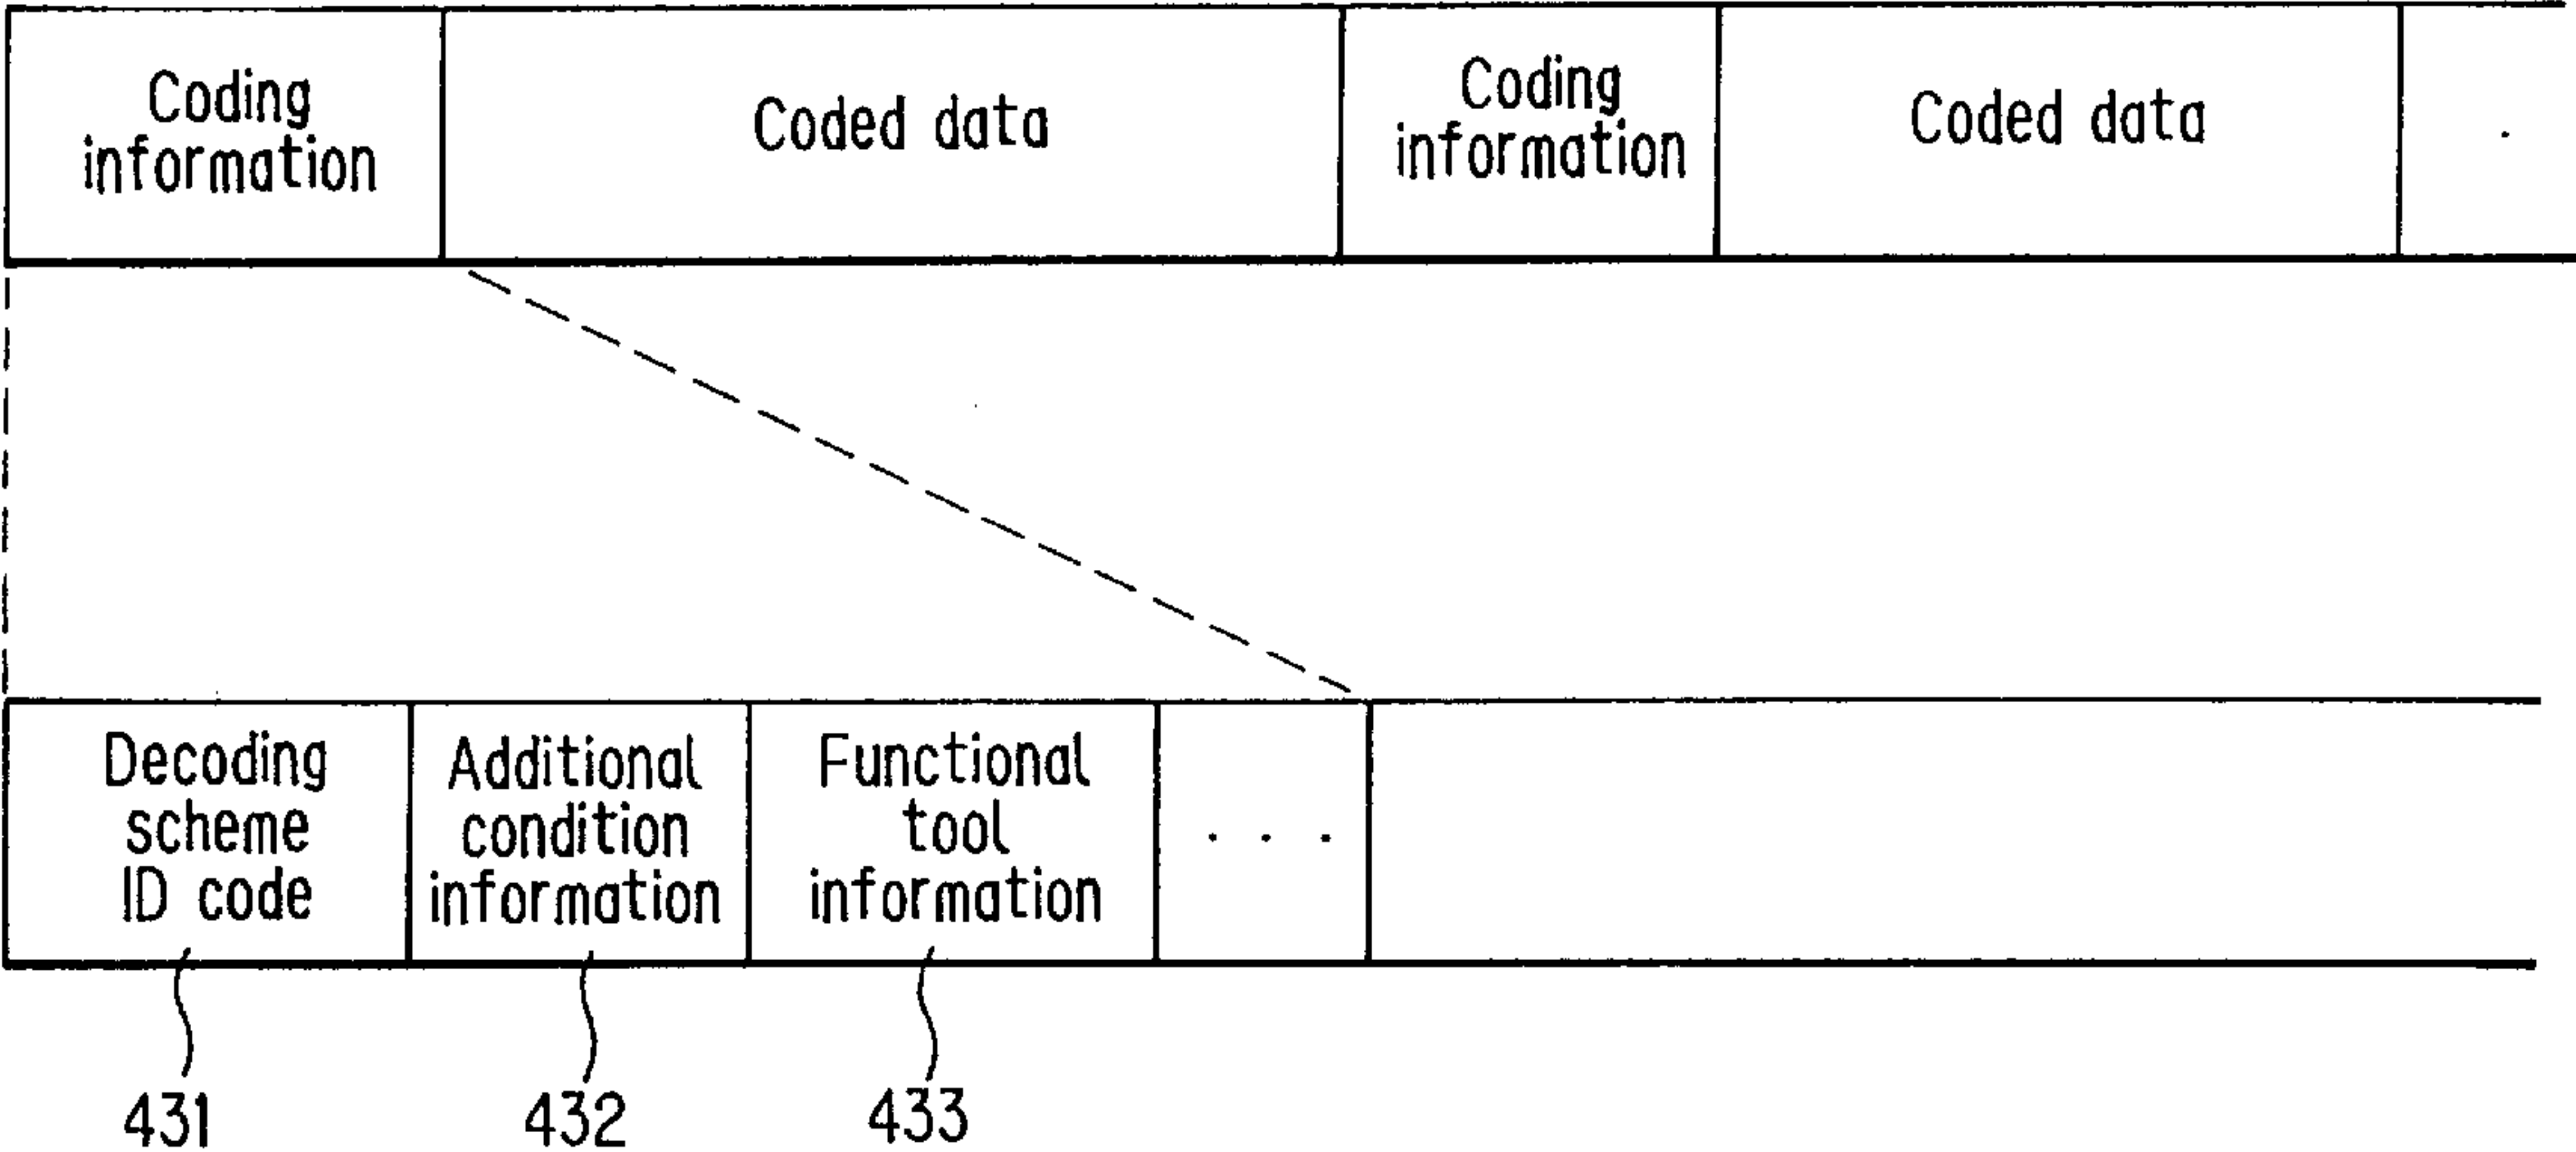 Coding
information
Coded data
Coding
information
Coded data
Decoding
scheme
ID code
Additional
condition
information
Functional
tool
information
. . .
431
432
433